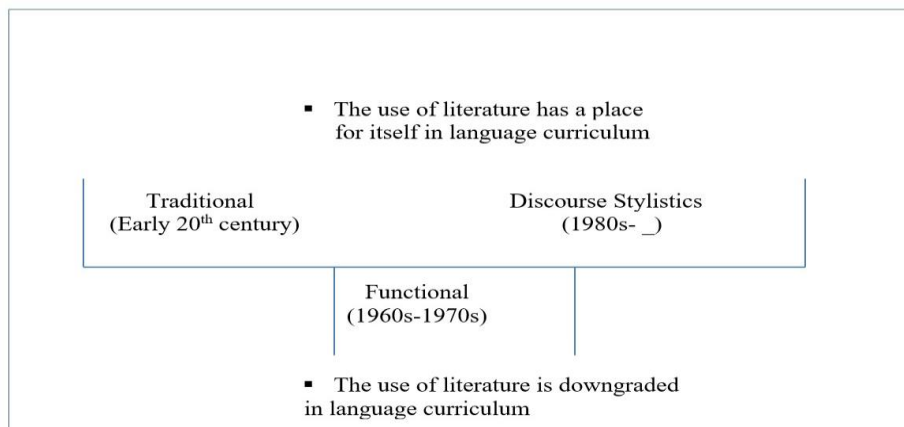 ▪ The use of literature has a place
for itself in language curriculum
Traditional
(Early 20th century)
Discourse Stylistics
(1980s- _)
Functional
(1960s-1970s)
▪ The use of literature is downgraded
in language curriculum